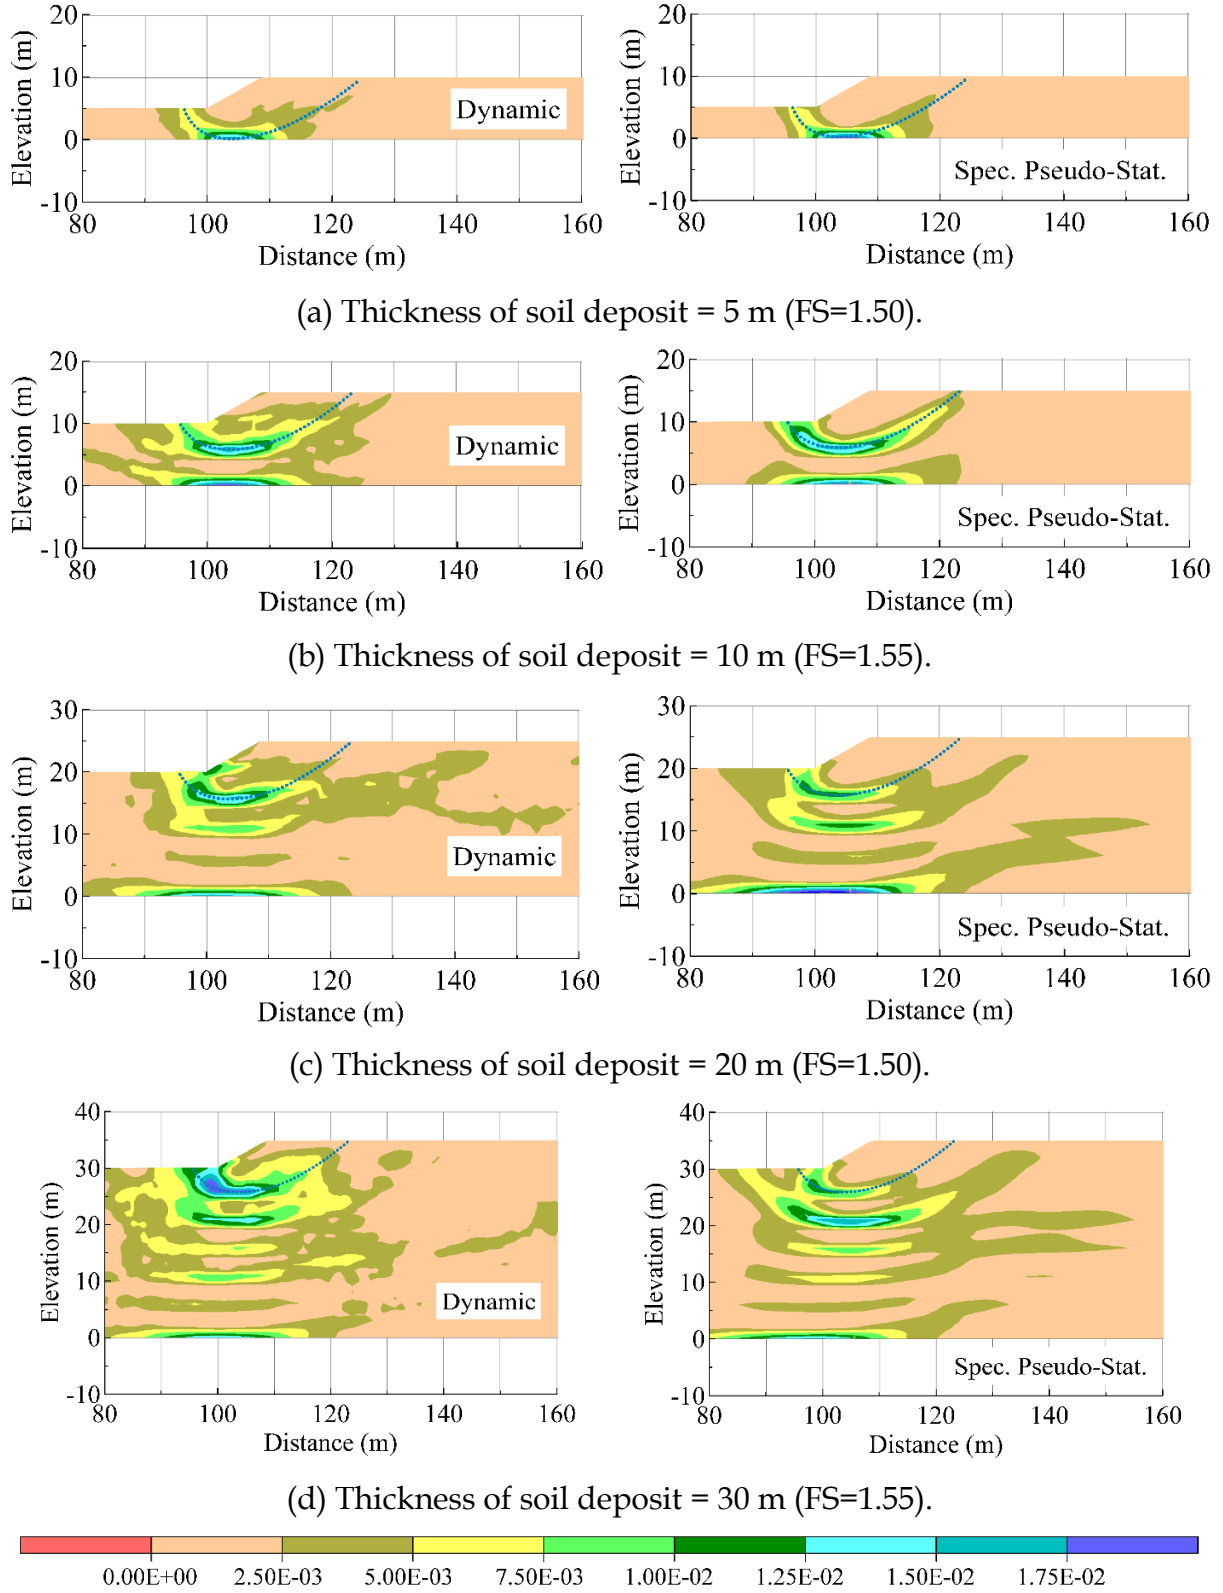 20
10
0
-10
Elevation (m)
Dynamic
80 100 120 140 160
Distance (m)
20
10
0
-10
Elevation (m)
Spec. Pseudo-Stat.
80 100 120 140 160
Distance (m)
(a) Thickness of soil deposit = 5 m (FS=1.50).
20
10
0
-10
Elevation (m)
Dynamic
80 100 120 140 160
Distance (m)
20
10
0
-10
Elevation (m)
Spec. Pseudo-Stat.
80 100 120 140 160
Distance (m)
(b) Thickness of soil deposit = 10 m (FS=1.55).
30
20
10
0
-10
Elevation (m)
Dynamic
80 100 120 140 160
Distance (m)
30
20
10
0
-10
Elevation (m)
Spec. Pseudo-Stat.
80 100 120 140 160
Distance (m)
(c) Thickness of soil deposit = 20 m (FS=1.50).
40
30
20
10
0
-10
Elevation (m)
Dynamic
80 100 120 140 160
Distance (m)
40
30
20
10
0
-10
Elevation (m)
Spec. Pseudo-Stat.
80 100 120 140 160
Distance (m)
(d) Thickness of soil deposit = 30 m (FS=1.55).
0.00E+00 2.50E-03 5.00E-03 7.50E-03 1.00E-02 1.25E-02 1.50E-02 1.75E-02